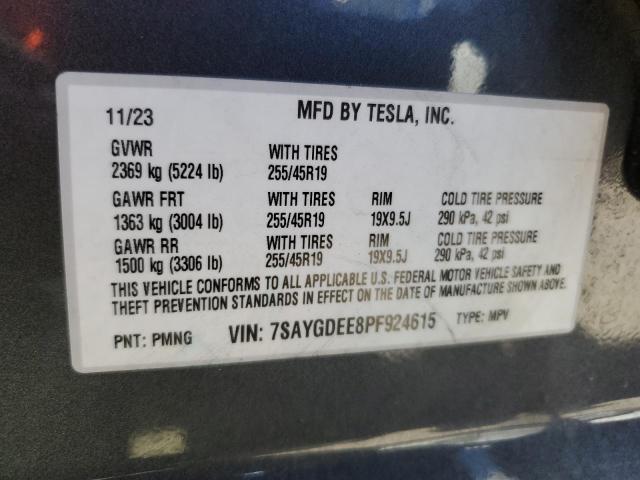 11/23 MFD BY TESLA, INC.
GVWR WITH TIRES
2369 kg (5224 lb) 255/45R19
GAWR FRT WITH TIRES RIM COLD TIRE PRESSURE
1363 kg (3004 lb) 255/45R19 19X9.5J 290 kPa, 42 psi
GAWR RR WITH TIRES RIM COLD TIRE PRESSURE
1500 kg (3306 lb) 255/45R19 19X9.5J 290 kPa, 42 psi
THIS VEHICLE CONFORMS TO ALL APPLICABLE U.S. FEDERAL MOTOR VEHICLE SAFETY AND
THEFT PREVENTION STANDARDS IN EFFECT ON THE DATE OF MANUFACTURE SHOWN ABOVE.
PNT: PMNG VIN: 7SAYGDEE8PF924615 TYPE: MPV